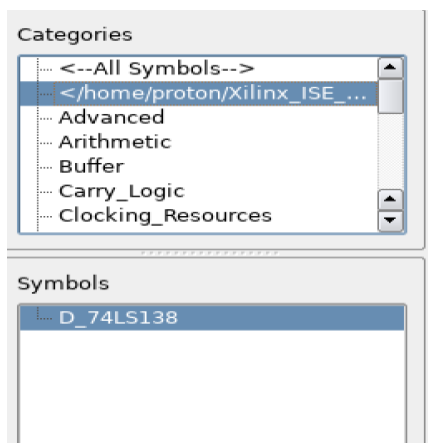 Categories
<--All Symbols-->
</home/proton/Xilinx_ISE_...
Advanced
Arithmetic
Buffer
Carry_Logic
Clocking_Resources
Symbols
D_74LS138